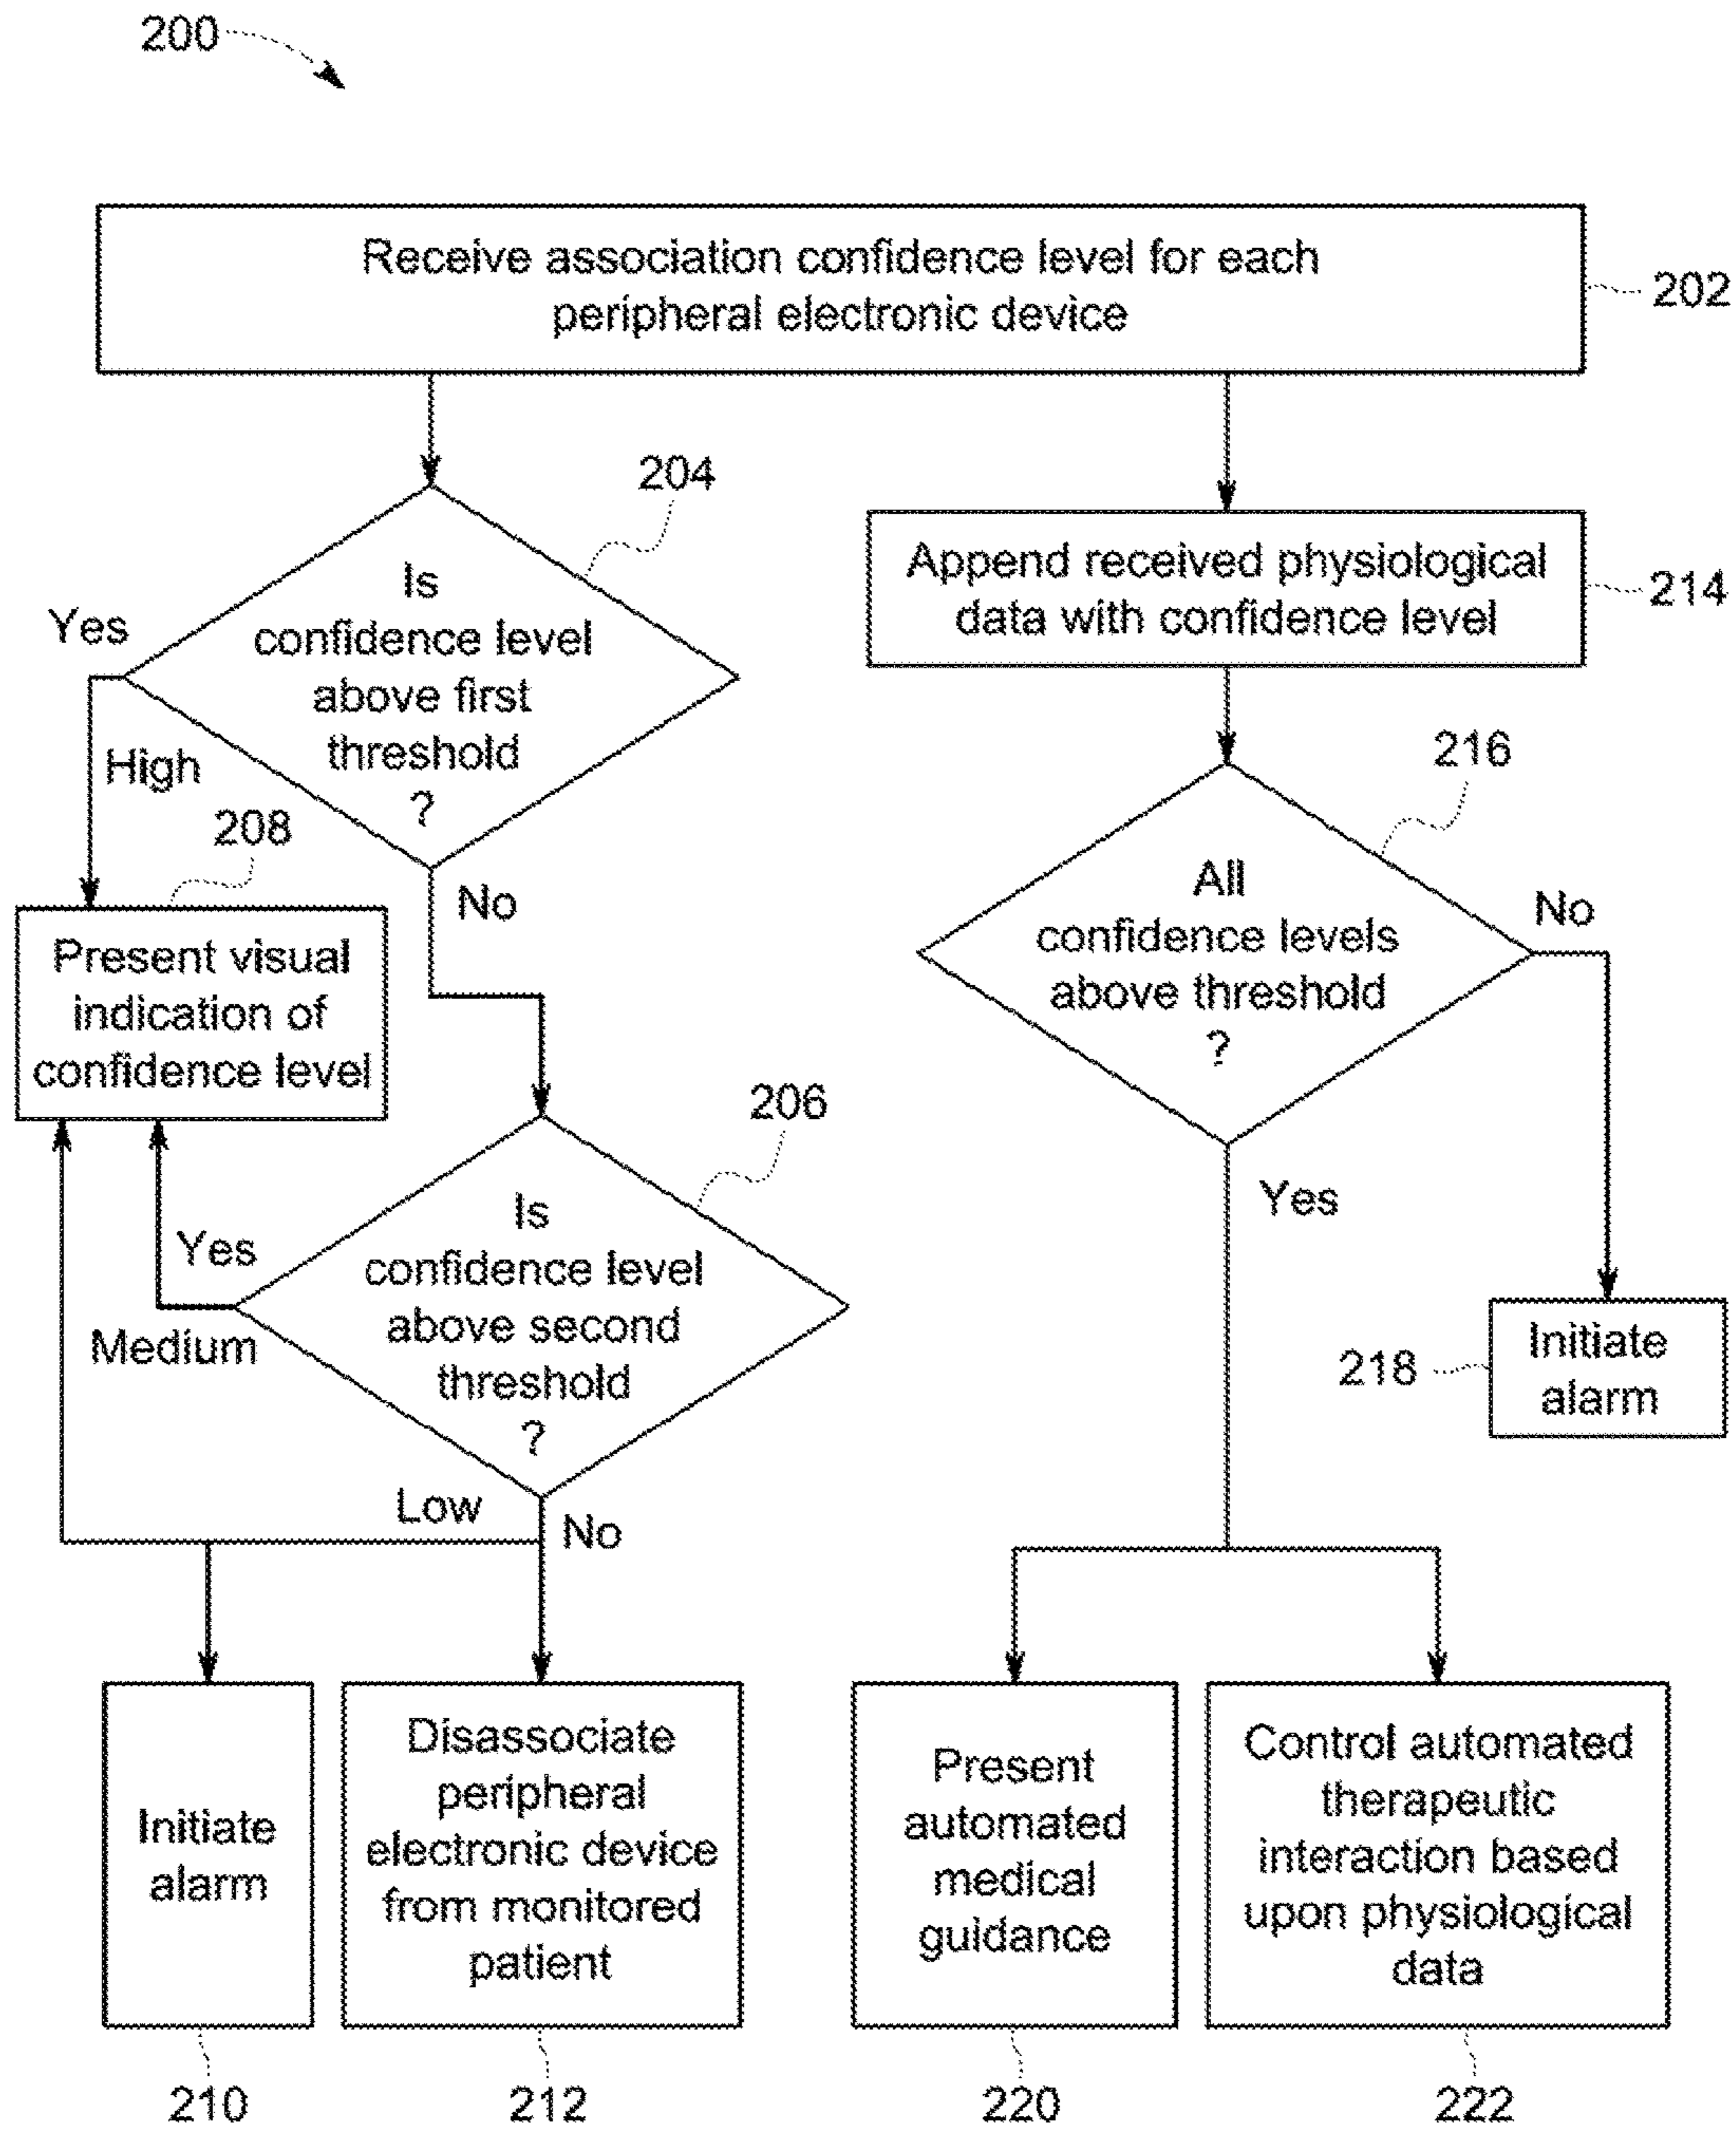 200
Receive association confidence level for each
peripheral electronic device
202
204
Is
confidence level
above first
threshold
?
Yes
High
No
208
Present visual
indication of
confidence level
206
Is
confidence level
above second
threshold
?
Yes
Medium
Low
No
Initiate
alarm
210
Disassociate
peripheral
electronic device
from monitored
patient
212
Append received physiological
data with confidence level
214
216
All
confidence levels
above threshold
?
No
Yes
218
Initiate
alarm
Present
automated
medical
guidance
220
Control automated
therapeutic
interaction based
upon physiological
data
222